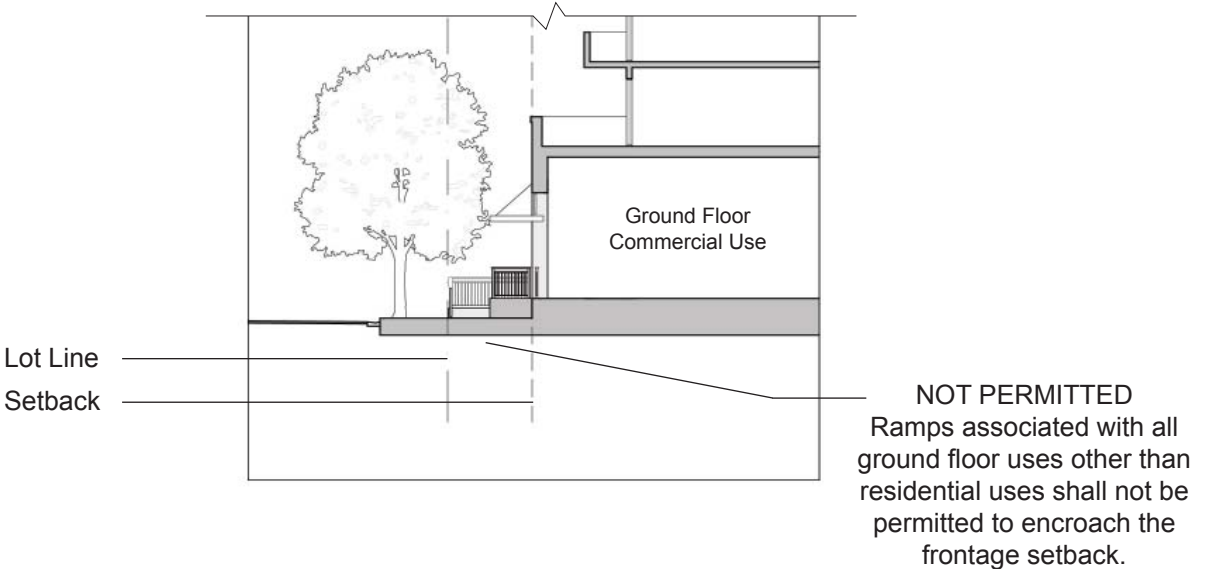 Ground Floor
Commercial Use
Lot Line
Setback
NOT PERMITTED
Ramps associated with all
ground floor uses other than
residential uses shall not be
permitted to encroach the
frontage setback.